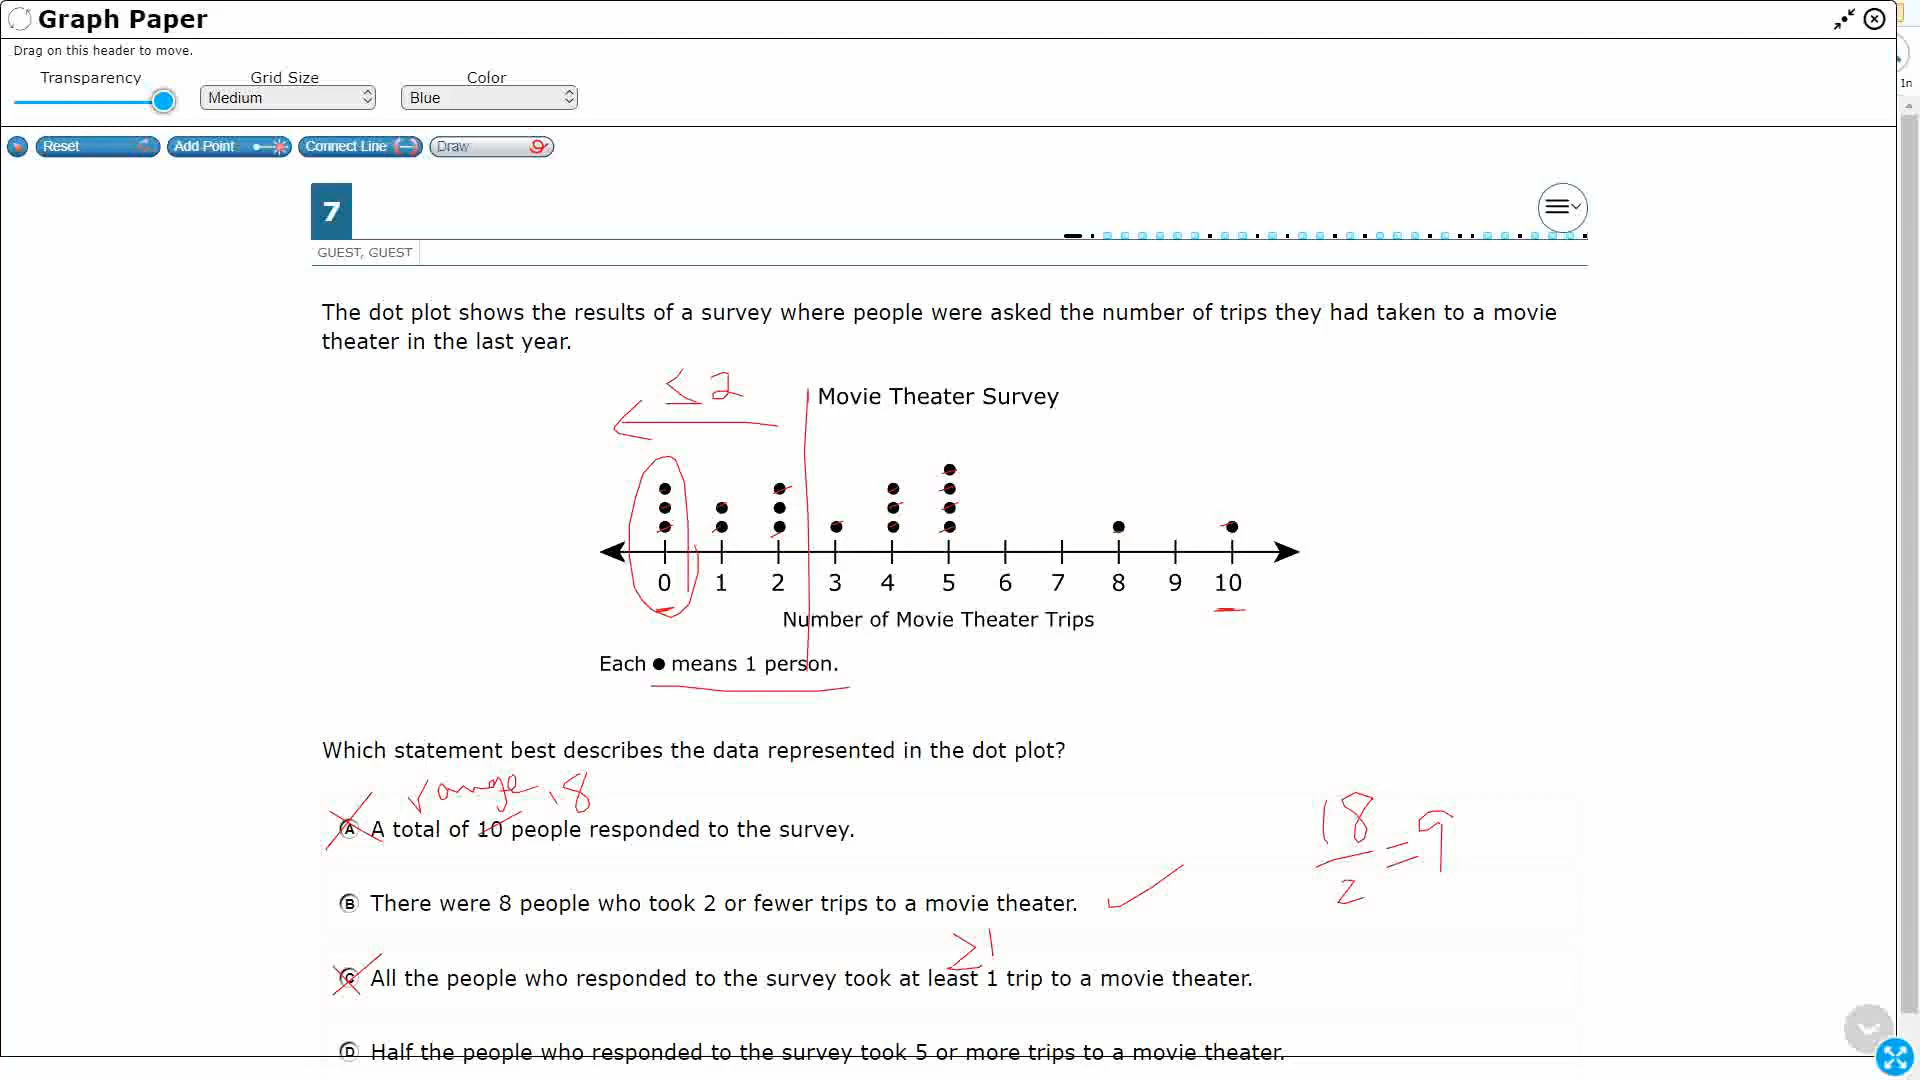 Graph Paper
Drag on this header to move.
Transparency Grid Size Color
Medium Blue
Reset Add Point Connect Line Draw
1n
7
GUEST, GUEST
The dot plot shows the results of a survey where people were asked the number of trips they had taken to a movie
theater in the last year.
≤ 2
Movie Theater Survey
0 1 2 3 4 5 6 7 8 9 10
Number of Movie Theater Trips
Each ● means 1 person.
Which statement best describes the data represented in the dot plot?
range 18
A A total of 10 people responded to the survey.
18/2 = 9
B There were 8 people who took 2 or fewer trips to a movie theater.
≥1
C All the people who responded to the survey took at least 1 trip to a movie theater.
D Half the people who responded to the survey took 5 or more trips to a movie theater.